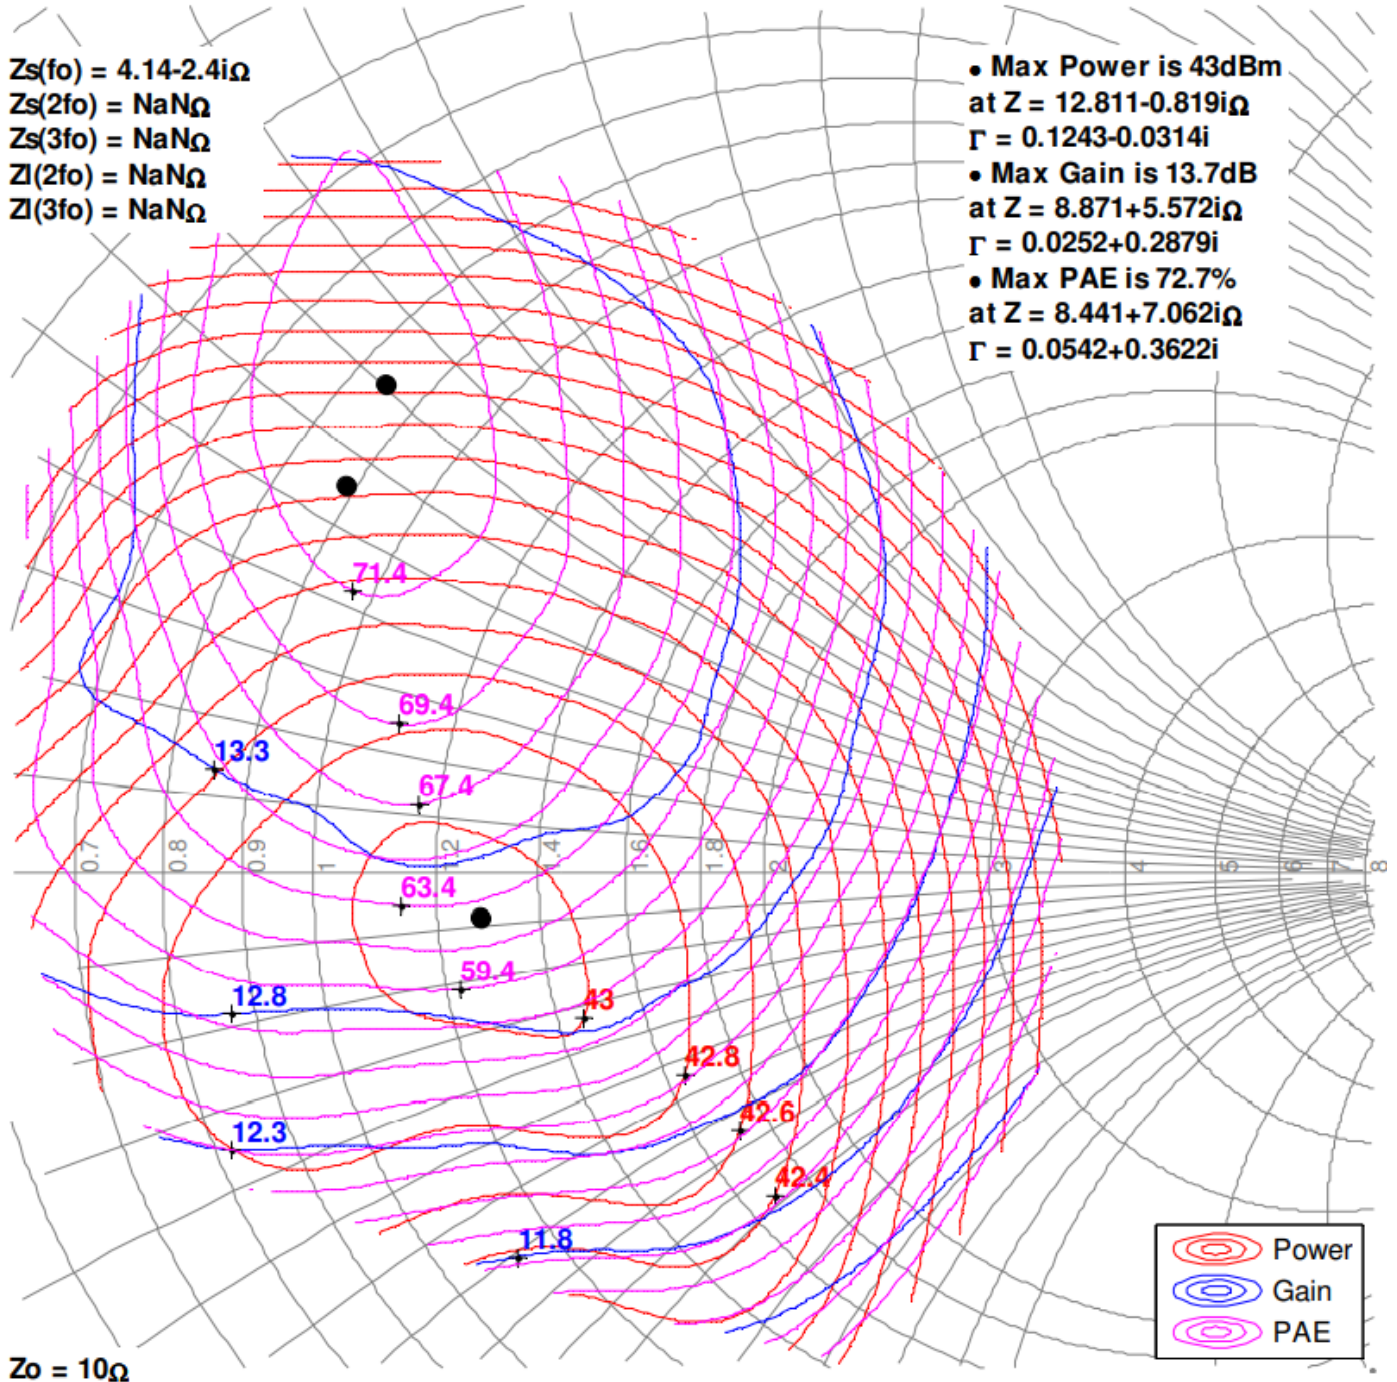 Zs(fo) = 4.14-2.4iΩ
Zs(2fo) = NaNΩ
Zs(3fo) = NaNΩ
Zl(2fo) = NaNΩ
Zl(3fo) = NaNΩ
• Max Power is 43dBm
at Z = 12.811-0.819iΩ
Γ = 0.1243-0.0314i
• Max Gain is 13.7dB
at Z = 8.871+5.572iΩ
Γ = 0.0252+0.2879i
• Max PAE is 72.7%
at Z = 8.441+7.062iΩ
Γ = 0.0542+0.3622i
71.4
69.4
13.3
67.4
0.7 0.8 0.9 1 1.2 1.4 1.6 1.8 2 3 4 5 6 7 8
63.4
59.4
12.8
43
42.8
42.6
12.3
42.4
11.8
Power
Gain
PAE
Zo = 10Ω